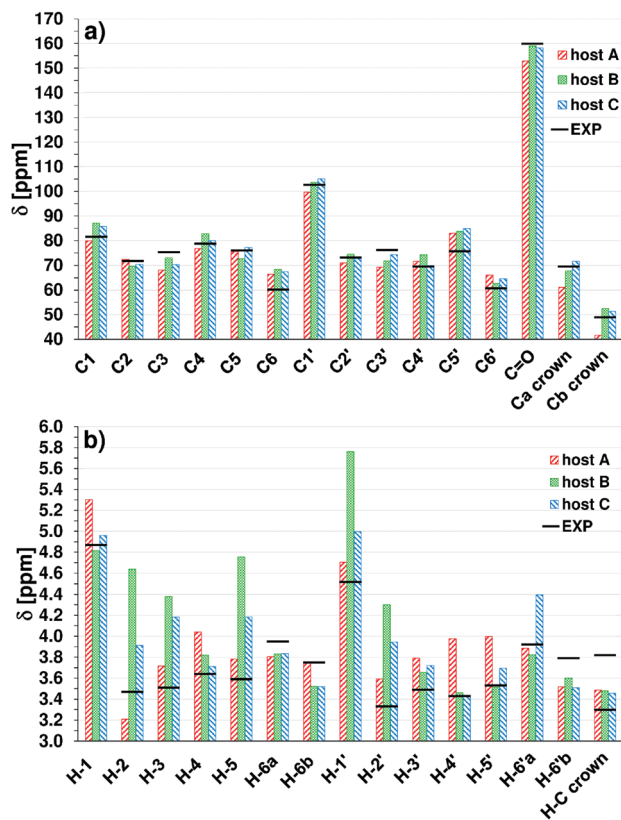 a)
δ [ppm]
170
160
150
140
130
120
110
100
90
80
70
60
50
40
host A
host B
host C
EXP
C1
C2
C3
C4
C5
C6
C1'
C2'
C3'
C4'
C5'
C6'
C=O
Ca crown
Cb crown
b)
δ [ppm]
6.0
5.8
5.6
5.4
5.2
5.0
4.8
4.6
4.4
4.2
4.0
3.8
3.6
3.4
3.2
3.0
host A
host B
host C
EXP
H-1
H-2
H-3
H-4
H-5
H-6a
H-6b
H-1'
H-2'
H-3'
H-4'
H-5'
H-6'a
H-6'b
H-C crown